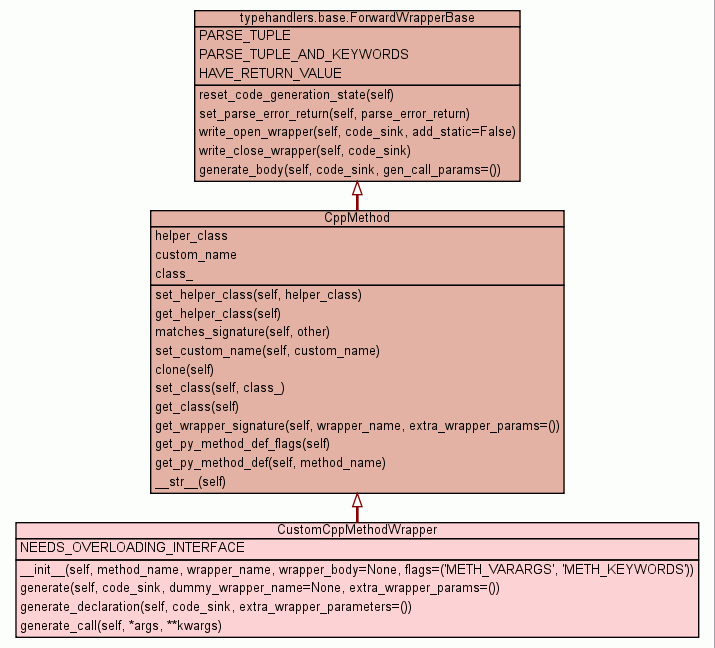 typehandlers.base.ForwardWrapperBase
PARSE_TUPLE
PARSE_TUPLE_AND_KEYWORDS
HAVE_RETURN_VALUE
reset_code_generation_state(self)
set_parse_error_return(self, parse_error_return)
write_open_wrapper(self, code_sink, add_static=False)
write_close_wrapper(self, code_sink)
generate_body(self, code_sink, gen_call_params=())
CppMethod
helper_class
custom_name
class_
set_helper_class(self, helper_class)
get_helper_class(self)
matches_signature(self, other)
set_custom_name(self, custom_name)
clone(self)
set_class(self, class_)
get_class(self)
get_wrapper_signature(self, wrapper_name, extra_wrapper_params=())
get_py_method_def_flags(self)
get_py_method_def(self, method_name)
__str__(self)
CustomCppMethodWrapper
NEEDS_OVERLOADING_INTERFACE
__init__(self, method_name, wrapper_name, wrapper_body=None, flags=('METH_VARARGS', 'METH_KEYWORDS'))
generate(self, code_sink, dummy_wrapper_name=None, extra_wrapper_params=())
generate_declaration(self, code_sink, extra_wrapper_parameters=())
generate_call(self, *args, **kwargs)